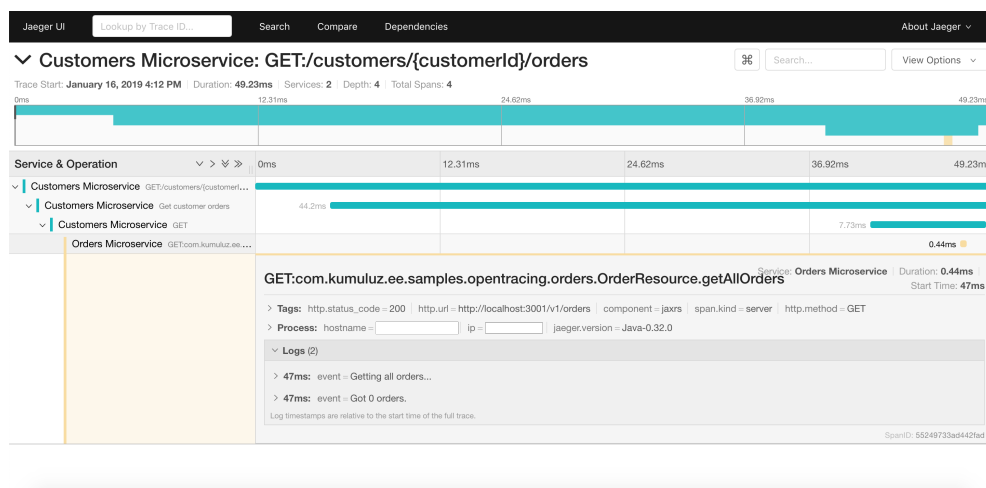 Jaeger UI Lookup by Trace ID... Search Compare Dependencies About Jaeger
Customers Microservice: GET:/customers/{customerId}/orders ⌘ Search... View Options
Trace Start: January 16, 2019 4:12 PM | Duration: 49.23ms | Services: 2 | Depth: 4 | Total Spans: 4
0ms 12.31ms 24.62ms 36.92ms 49.23ms
Service & Operation 0ms 12.31ms 24.62ms 36.92ms 49.23m
Customers Microservice GET:/customers/{customerI...
Customers Microservice Get customer orders 44.2ms
Customers Microservice GET 7.73ms
Orders Microservice GET:com.kumuluz.ee.... 0.44ms
GET:com.kumuluz.ee.samples.opentracing.orders.OrderResource.getAllOrders Service: Orders Microservice | Duration: 0.44ms |
Start Time: 47ms
Tags: http.status_code = 200 | http.url = http://localhost:3001/v1/orders | component = jaxrs | span.kind = server | http.method = GET
Process: hostname = | ip = | jaeger.version = Java-0.32.0
Logs (2)
47ms: event = Getting all orders...
47ms: event = Got 0 orders.
Log timestamps are relative to the start time of the full trace.
SpanID: 55249733ad442fad